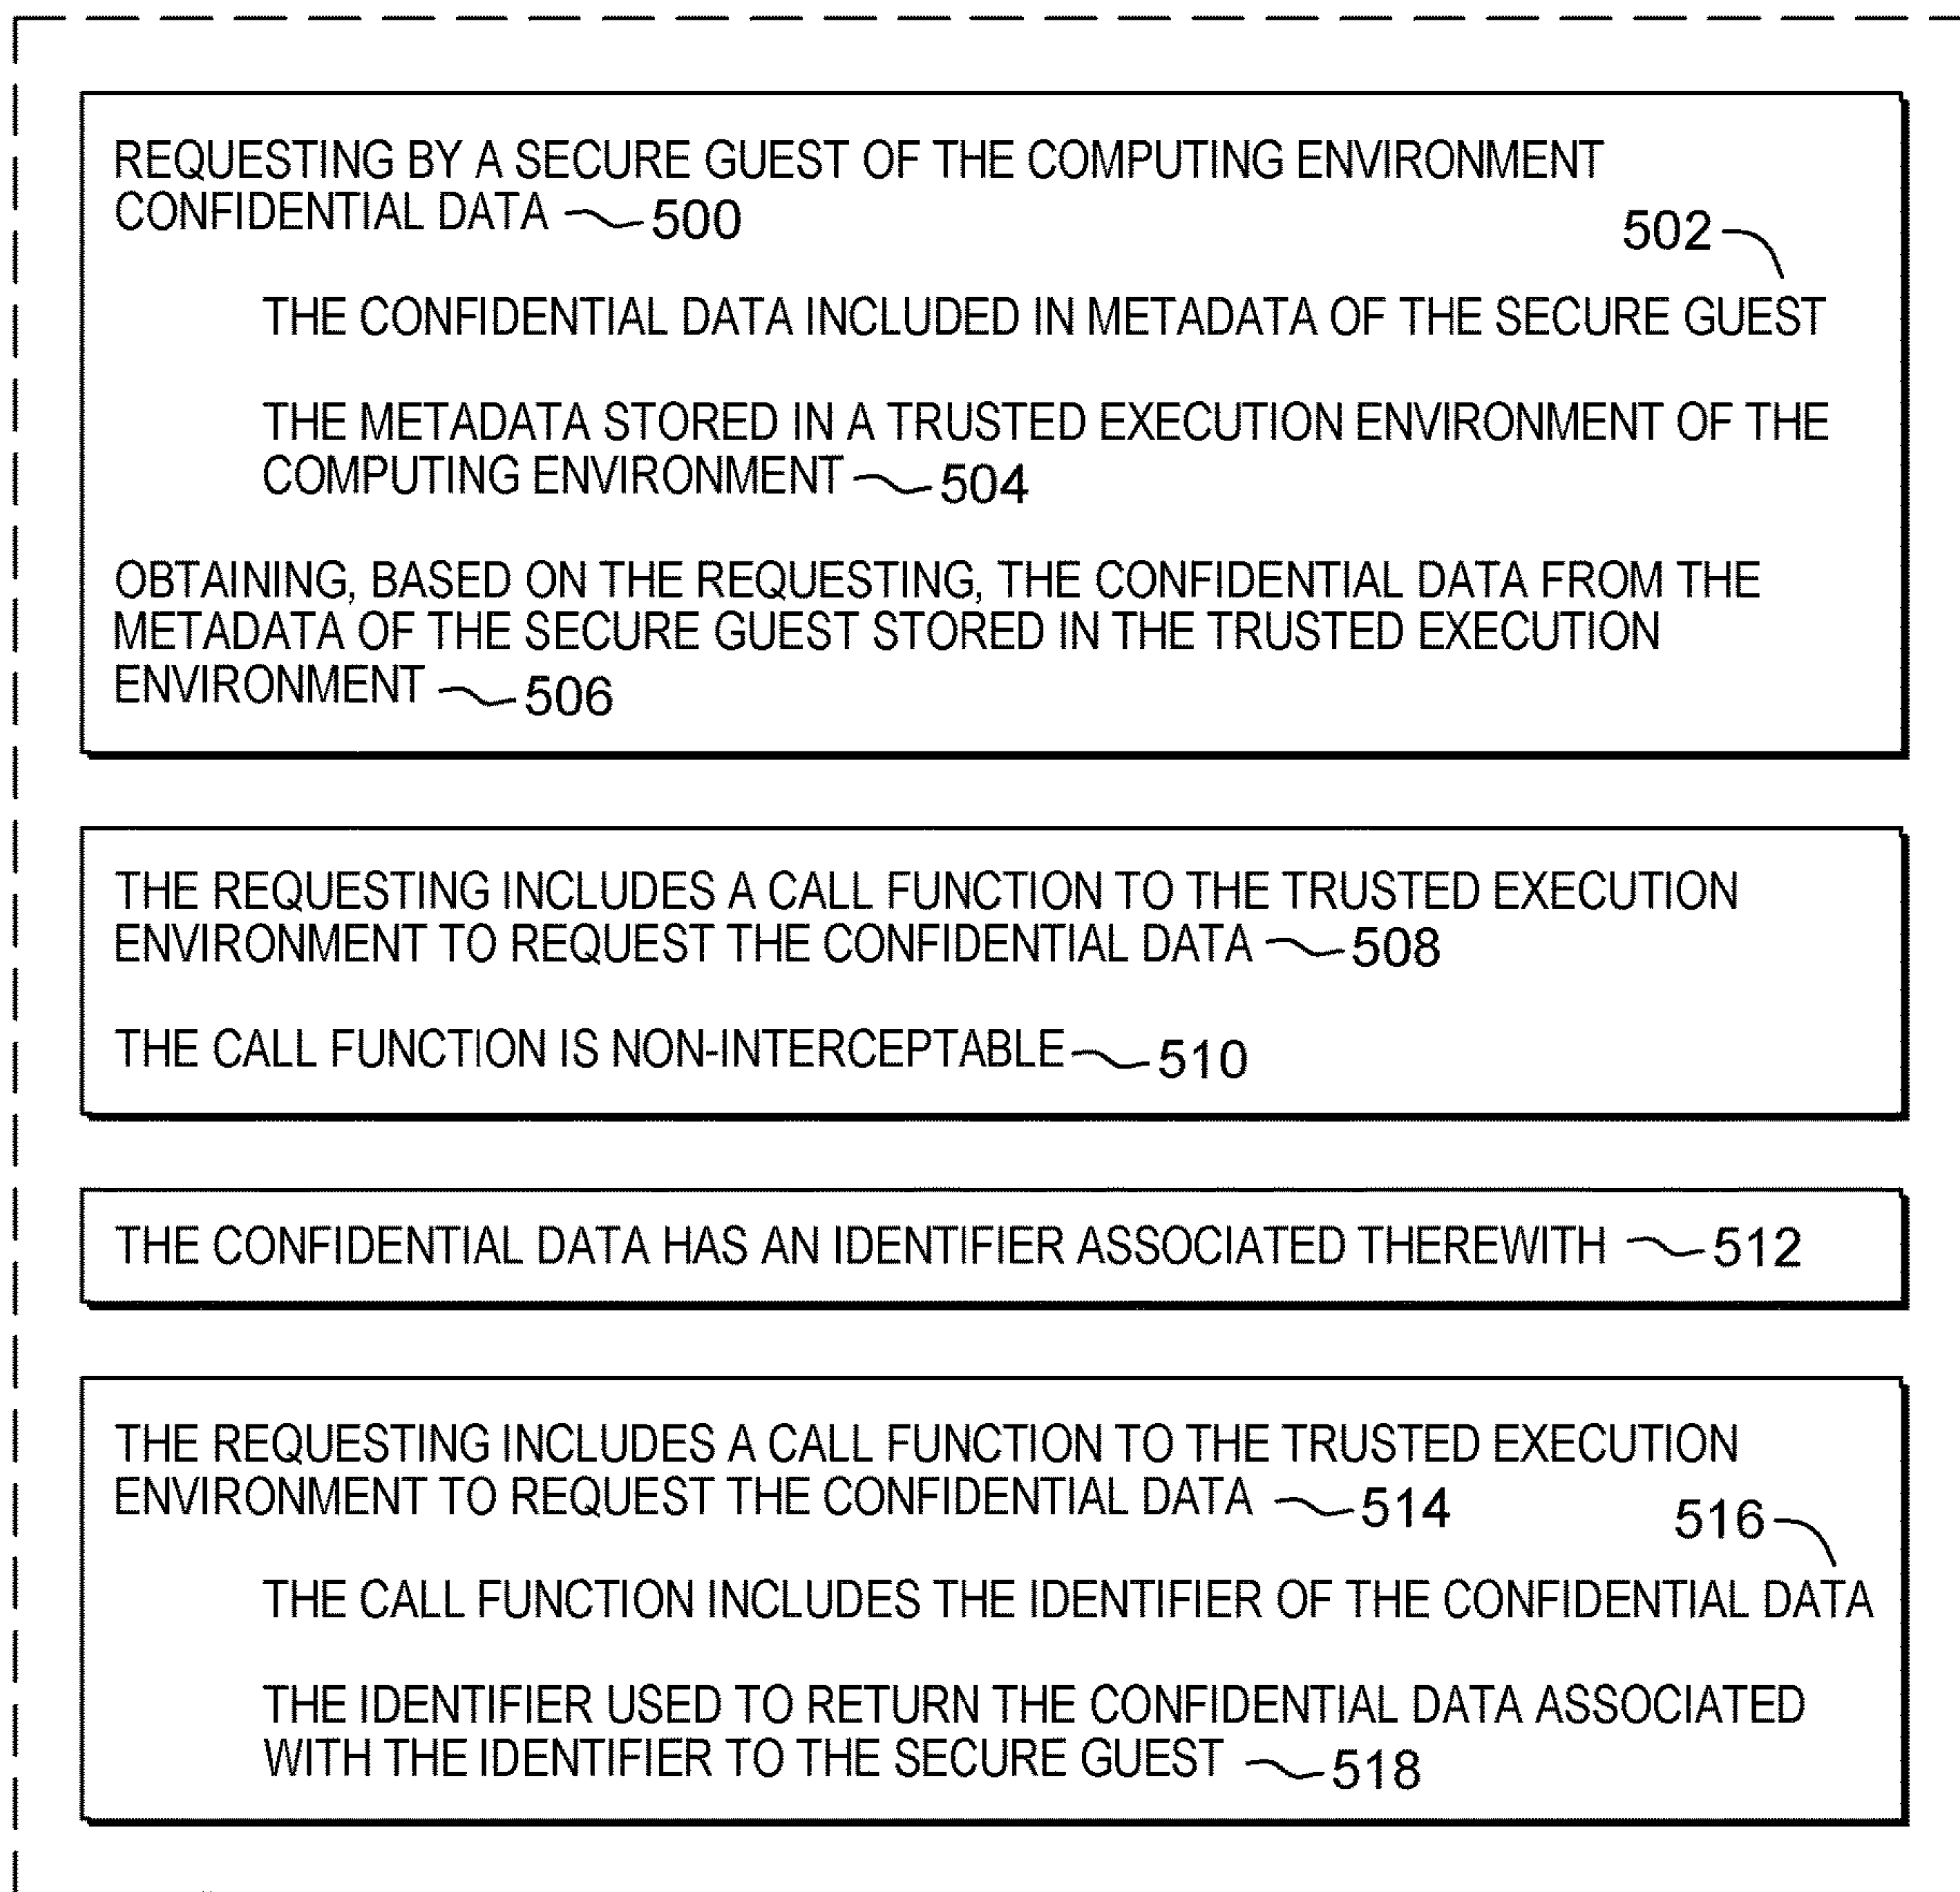 REQUESTING BY A SECURE GUEST OF THE COMPUTING ENVIRONMENT
CONFIDENTIAL DATA 500
502
THE CONFIDENTIAL DATA INCLUDED IN METADATA OF THE SECURE GUEST
THE METADATA STORED IN A TRUSTED EXECUTION ENVIRONMENT OF THE
COMPUTING ENVIRONMENT 504
OBTAINING, BASED ON THE REQUESTING, THE CONFIDENTIAL DATA FROM THE
METADATA OF THE SECURE GUEST STORED IN THE TRUSTED EXECUTION
ENVIRONMENT 506
THE REQUESTING INCLUDES A CALL FUNCTION TO THE TRUSTED EXECUTION
ENVIRONMENT TO REQUEST THE CONFIDENTIAL DATA 508
THE CALL FUNCTION IS NON-INTERCEPTABLE 510
THE CONFIDENTIAL DATA HAS AN IDENTIFIER ASSOCIATED THEREWITH 512
THE REQUESTING INCLUDES A CALL FUNCTION TO THE TRUSTED EXECUTION
ENVIRONMENT TO REQUEST THE CONFIDENTIAL DATA 514
516
THE CALL FUNCTION INCLUDES THE IDENTIFIER OF THE CONFIDENTIAL DATA
THE IDENTIFIER USED TO RETURN THE CONFIDENTIAL DATA ASSOCIATED
WITH THE IDENTIFIER TO THE SECURE GUEST 518